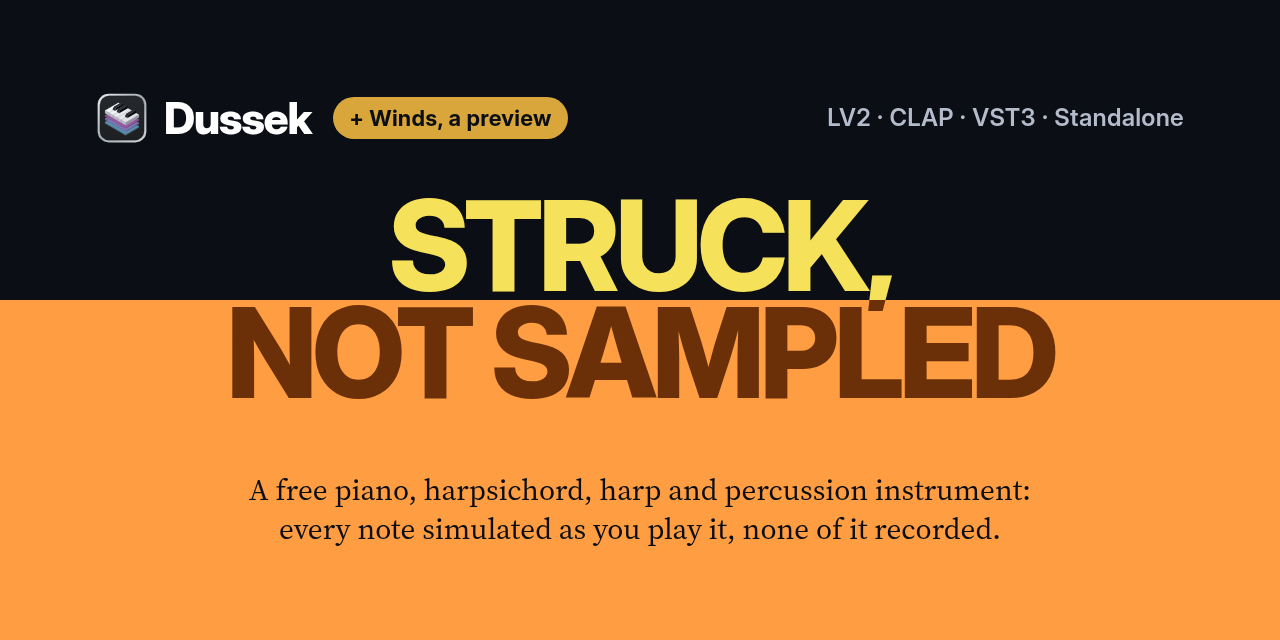 Dussek
+ Winds, a preview
LV2 · CLAP · VST3 · Standalone
STRUCK,
NOT SAMPLED
A free piano, harpsichord, harp and percussion instrument:
every note simulated as you play it, none of it recorded.